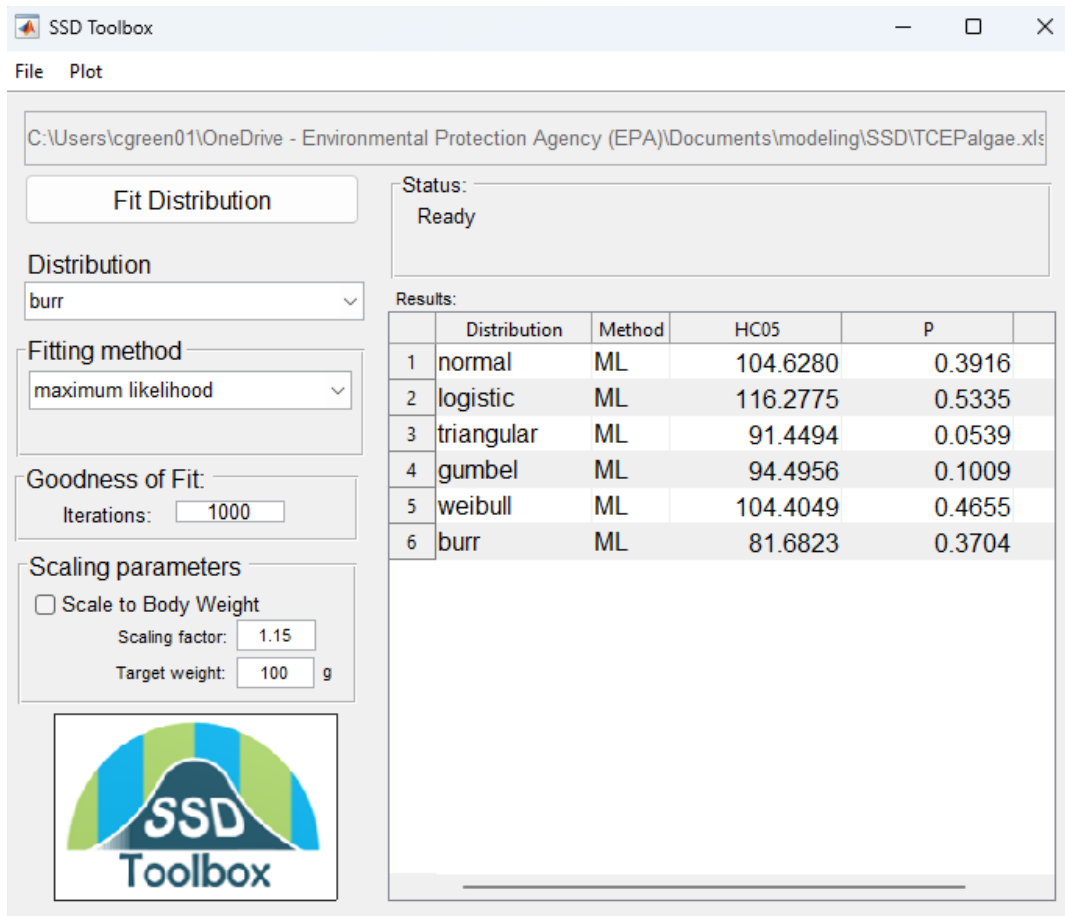 SSD Toolbox
File Plot
C:\Users\cgreen01\OneDrive - Environmental Protection Agency (EPA)\Documents\modeling\SSD\TCEPalgae.xls
Fit Distribution
Status:
Ready
Distribution
burr
Fitting method
maximum likelihood
Goodness of Fit:
Iterations: 1000
Scaling parameters
Scale to Body Weight
Scaling factor: 1.15
Target weight: 100 g
SSD
Toolbox
Results:
Distribution Method HC05 P
1 normal ML 104.6280 0.3916
2 logistic ML 116.2775 0.5335
3 triangular ML 91.4494 0.0539
4 gumbel ML 94.4956 0.1009
5 weibull ML 104.4049 0.4655
6 burr ML 81.6823 0.3704